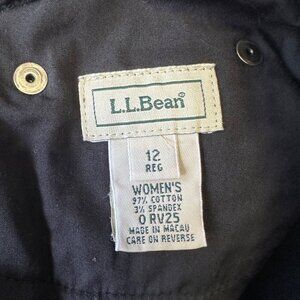 L.L.Bean®
12
REG
WOMEN'S
97% COTTON
3% SPANDEX
0 RV25
MADE IN MACAU
CARE ON REVERSE